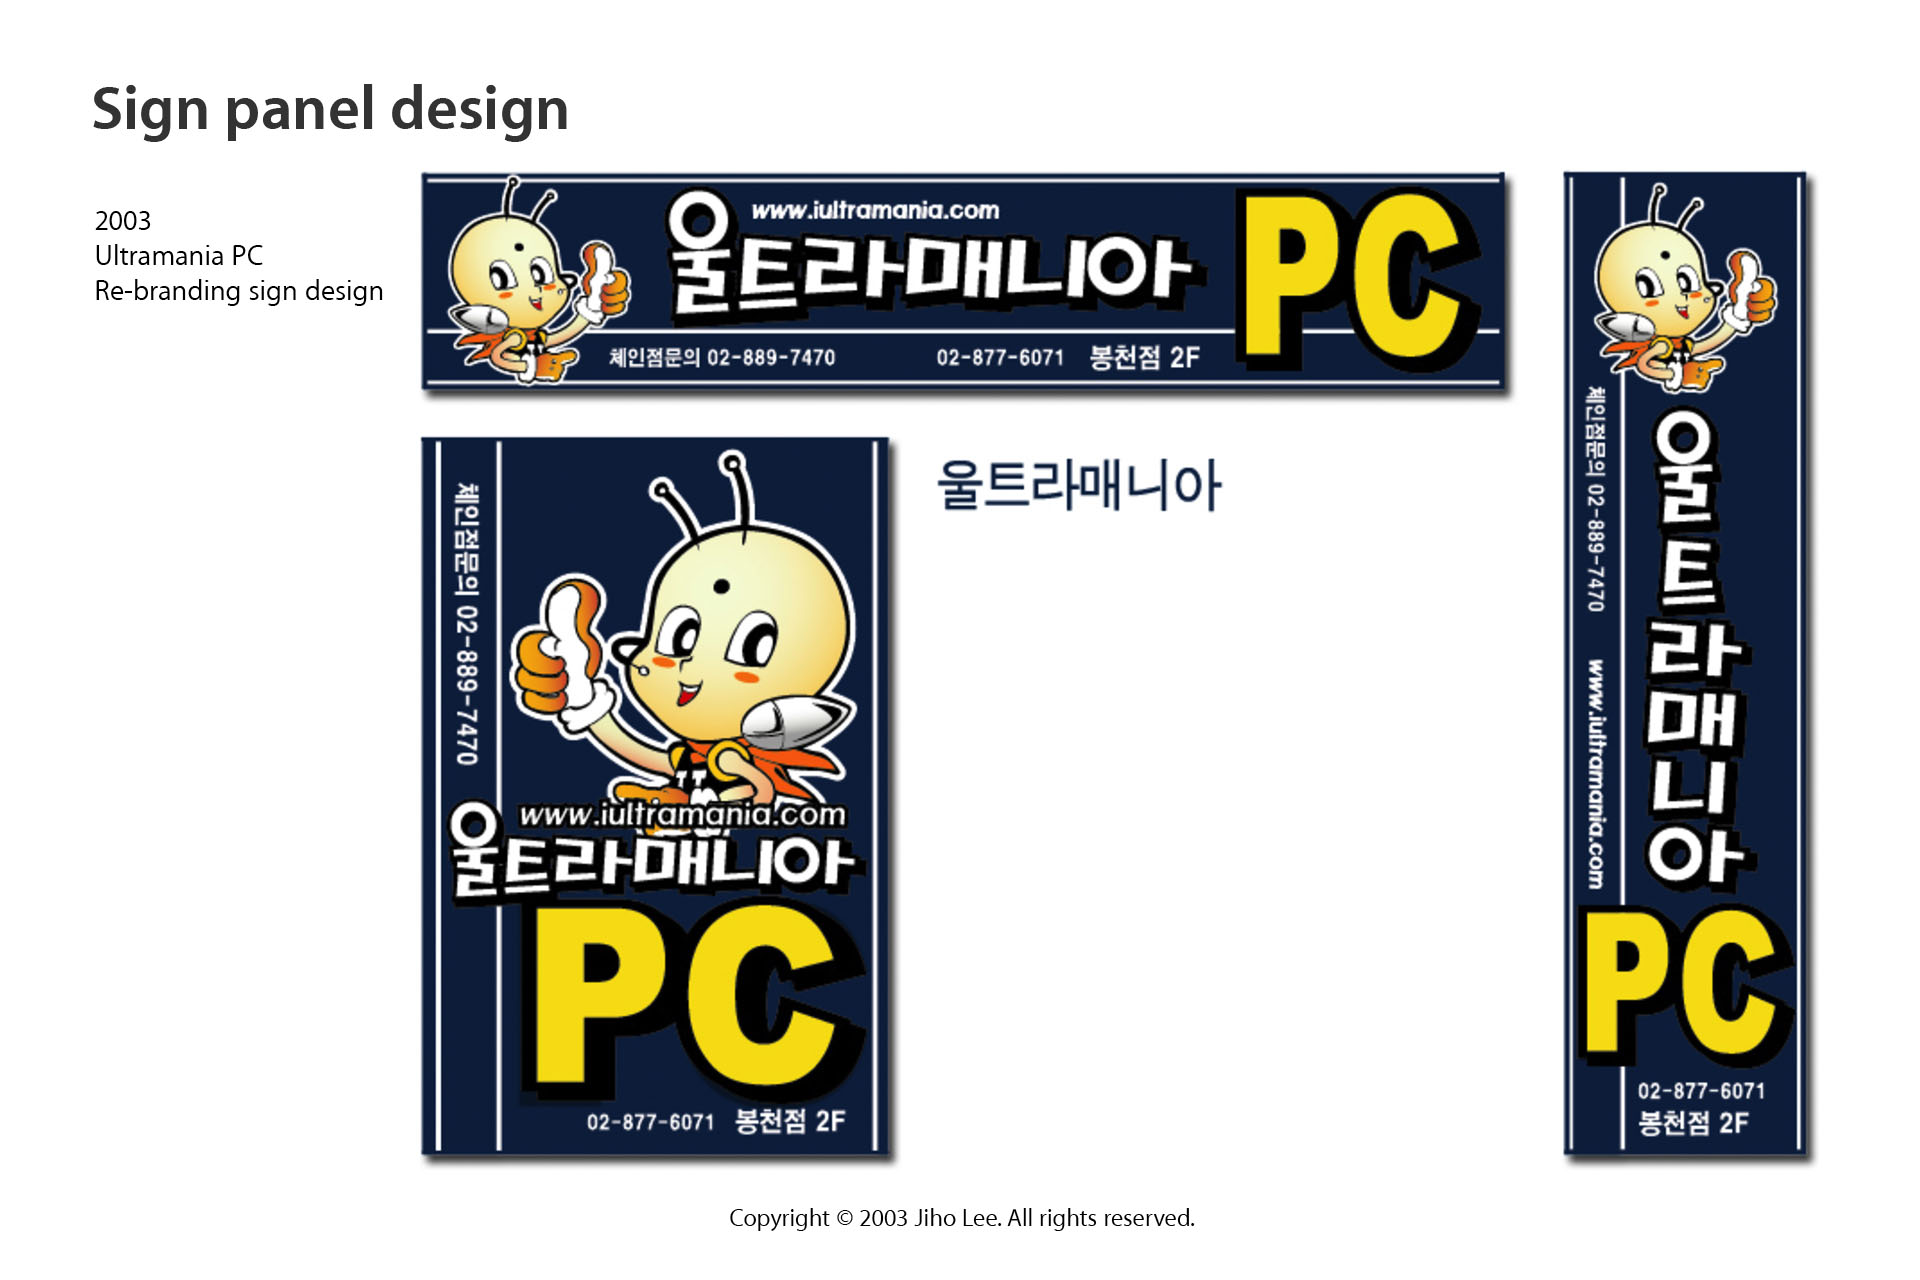 Sign panel design
2003
Ultramania PC
Re-branding sign design
www.iultramania.com
울트라매니아 PC
체인점문의 02-889-7470
02-877-6071 봉천점 2F
체인점문의 02-889-7470
www.iultramania.com
울트라매니아
PC
02-877-6071 봉천점 2F
울트라매니아
체인점문의 02-889-7470
www.iultramania.com
울트라매니아
PC
02-877-6071
봉천점 2F
Copyright © 2003 Jiho Lee. All rights reserved.